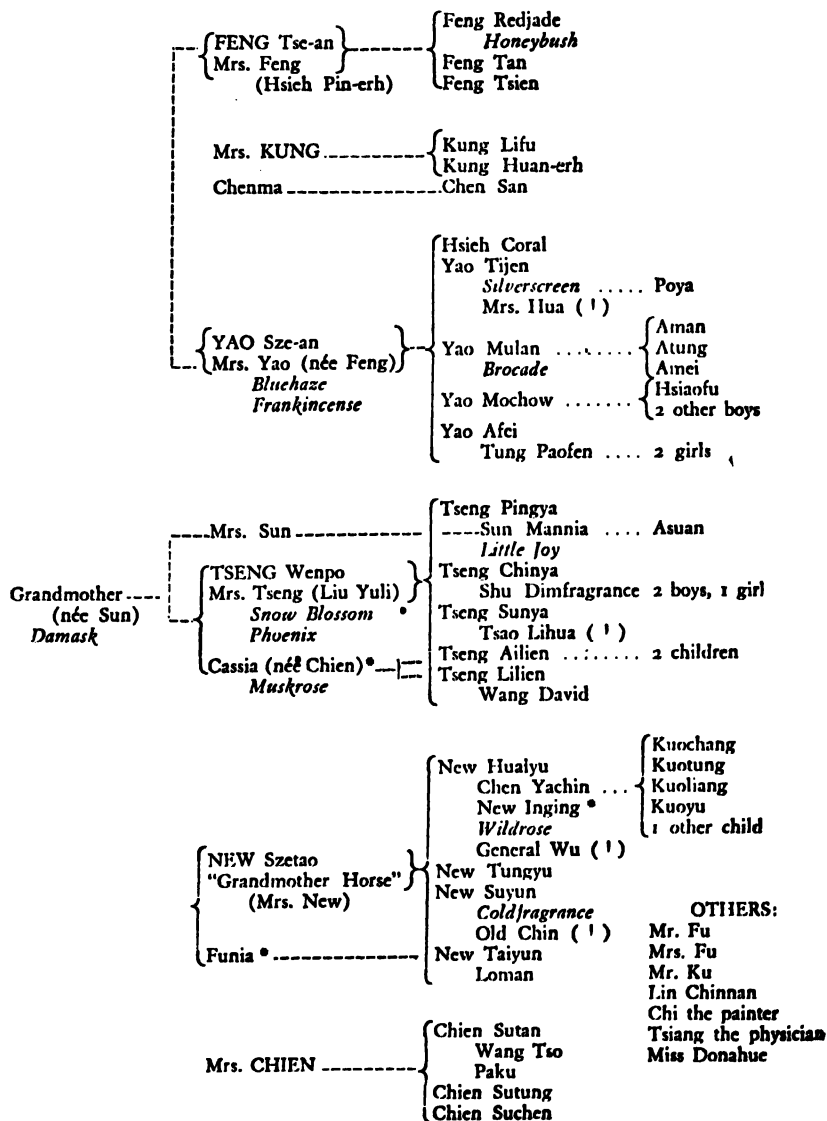 FENG Tse-an
Mrs. Feng
(Hsieh Pin-erh)
Feng Redjade
Honeybush
Feng Tan
Feng Tsien
Mrs. KUNG
Kung Lifu
Kung Huan-erh
Chenma
Chen San
YAO Sze-an
Mrs. Yao (née Feng)
Bluehaze
Frankincense
Hsieh Coral
Yao Tijen
Silverscreen ..... Poya
Mrs. Hua (!)
Yao Mulan
Brocade
Aman
Atung
Amei
Yao Mochow .......
Hsiaofu
2 other boys
Yao Afei
Tung Paofen .... 2 girls
Grandmother
(née Sun)
Damask
Mrs. Sun
TSENG Wenpo
Mrs. Tseng (Liu Yuli)
Snow Blossom •
Phoenix
Cassia (née Chien) •
Muskrose
Tseng Pingya
Sun Mannia .... Asuan
Little Joy
Tseng Chinya
Shu Dimfragrance 2 boys, 1 girl
Tseng Sunya
Tsao Lihua (!)
Tseng Ailien ........ 2 children
Tseng Lilien
Wang David
NEW Szetao
"Grandmother Horse"
(Mrs. New)
Funia •
New Huaiyu
Chen Yachin ...
New Inging •
Wildrose
General Wu (!)
Kuochang
Kuotung
Kuoliang
Kuoyu
1 other child
New Tungyu
New Suyun
Coldfragrance
Old Chin (!)
New Taiyun
Loman
Mrs. CHIEN
Chien Sutan
Wang Tso
Paku
Chien Sutung
Chien Suchen
OTHERS:
Mr. Fu
Mrs. Fu
Mr. Ku
Lin Chinnan
Chi the painter
Tsiang the physician
Miss Donahue